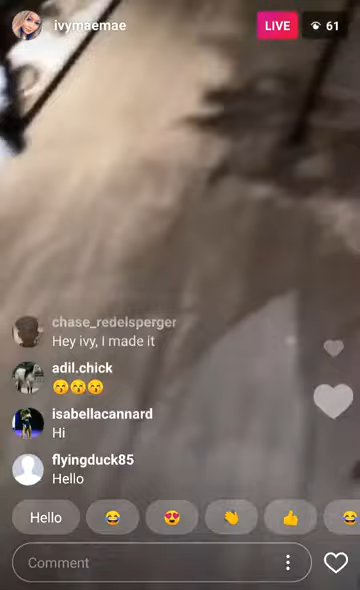 ivymaemae
LIVE
61
chase_redelsperger
Hey ivy, I made it
adil.chick
😙😙😙
isabellacannard
Hi
flyingduck85
Hello
Hello 😂 😍 👏 👍 😂
Comment